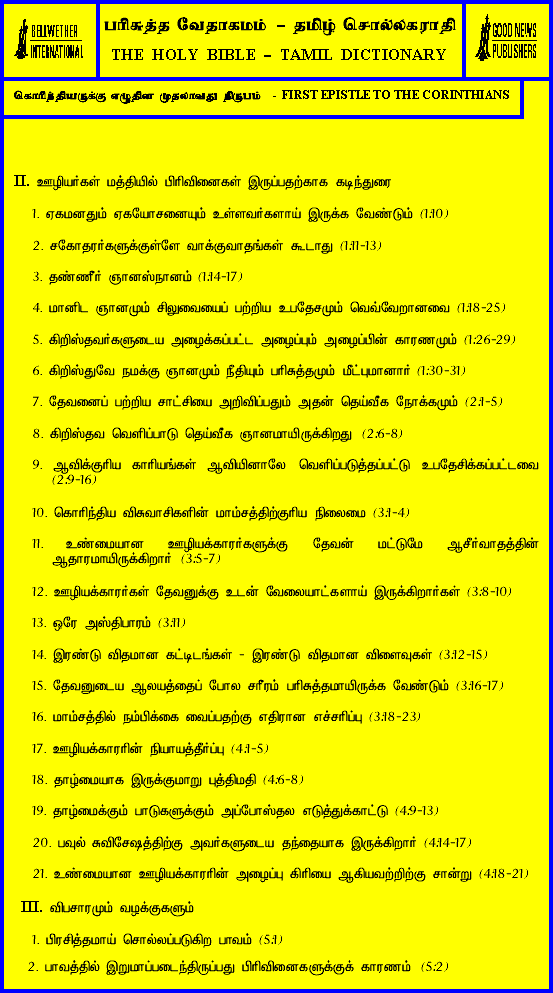 BELLWETHER
INTERNATIONAL
பரிசுத்த வேதாகமம் - தமிழ் சொல்லகராதி
THE HOLY BIBLE - TAMIL DICTIONARY
GOOD NEWS
PUBLISHERS
கொரிந்தியருக்கு எழுதின முதலாவது நிருபம் - FIRST EPISTLE TO THE CORINTHIANS
II. ஊழியர்கள் மத்தியில் பிரிவினைகள் இருப்பதற்காக கடிந்துரை
1. ஏகமனதும் ஏகயோசனையும் உள்ளவர்களாய் இருக்க வேண்டும் (1:10)
2. சகோதரர்களுக்குள்ளே வாக்குவாதங்கள் கூடாது (1:11-13)
3. தண்ணீர் ஞானஸ்நானம் (1:14-17)
4. மானிட ஞானமும் சிலுவையைப் பற்றிய உபதேசமும் வெவ்வேறானவை (1:18-25)
5. கிறிஸ்தவர்களுடைய அழைக்கப்பட்ட அழைப்பும் அழைப்பின் காரணமும் (1:26-29)
6. கிறிஸ்துவே நமக்கு ஞானமும் நீதியும் பரிசுத்தமும் மீட்புமானார் (1:30-31)
7. தேவனைப் பற்றிய சாட்சியை அறிவிப்பதும் அதன் தெய்வீக நோக்கமும் (2:1-5)
8. கிறிஸ்தவ வெளிப்பாடு தெய்வீக ஞானமாயிருக்கிறது (2:6-8)
9. ஆவிக்குரிய காரியங்கள் ஆவியினாலே வெளிப்படுத்தப்பட்டு உபதேசிக்கப்பட்டவை
(2:9-16)
10. கொரிந்திய விசுவாசிகளின் மாம்சத்திற்குரிய நிலைமை (3:1-4)
11. உண்மையான ஊழியக்காரர்களுக்கு தேவன் மட்டுமே ஆசீர்வாதத்தின்
ஆதாரமாயிருக்கிறார் (3:5-7)
12. ஊழியக்காரர்கள் தேவனுக்கு உடன் வேலையாட்களாய் இருக்கிறார்கள் (3:8-10)
13. ஒரே அஸ்திபாரம் (3:11)
14. இரண்டு விதமான கட்டிடங்கள் - இரண்டு விதமான விளைவுகள் (3:12-15)
15. தேவனுடைய ஆலயத்தைப் போல சரீரம் பரிசுத்தமாயிருக்க வேண்டும் (3:16-17)
16. மாம்சத்தில் நம்பிக்கை வைப்பதற்கு எதிரான எச்சரிப்பு (3:18-23)
17. ஊழியக்காரரின் நியாயத்தீர்ப்பு (4:1-5)
18. தாழ்மையாக இருக்குமாறு புத்திமதி (4:6-8)
19. தாழ்மைக்கும் பாடுகளுக்கும் அப்போஸ்தல எடுத்துக்காட்டு (4:9-13)
20. பவுல் சுவிசேஷத்திற்கு அவர்களுடைய தந்தையாக இருக்கிறார் (4:14-17)
21. உண்மையான ஊழியக்காரரின் அழைப்பு கிரியை ஆகியவற்றிற்கு சான்று (4:18-21)
III. விபசாரமும் வழக்குகளும்
1. பிரசித்தமாய் சொல்லப்படுகிற பாவம் (5:1)
2. பாவத்தில் இறுமாப்படைந்திருப்பது பிரிவினைகளுக்குக் காரணம் (5:2)